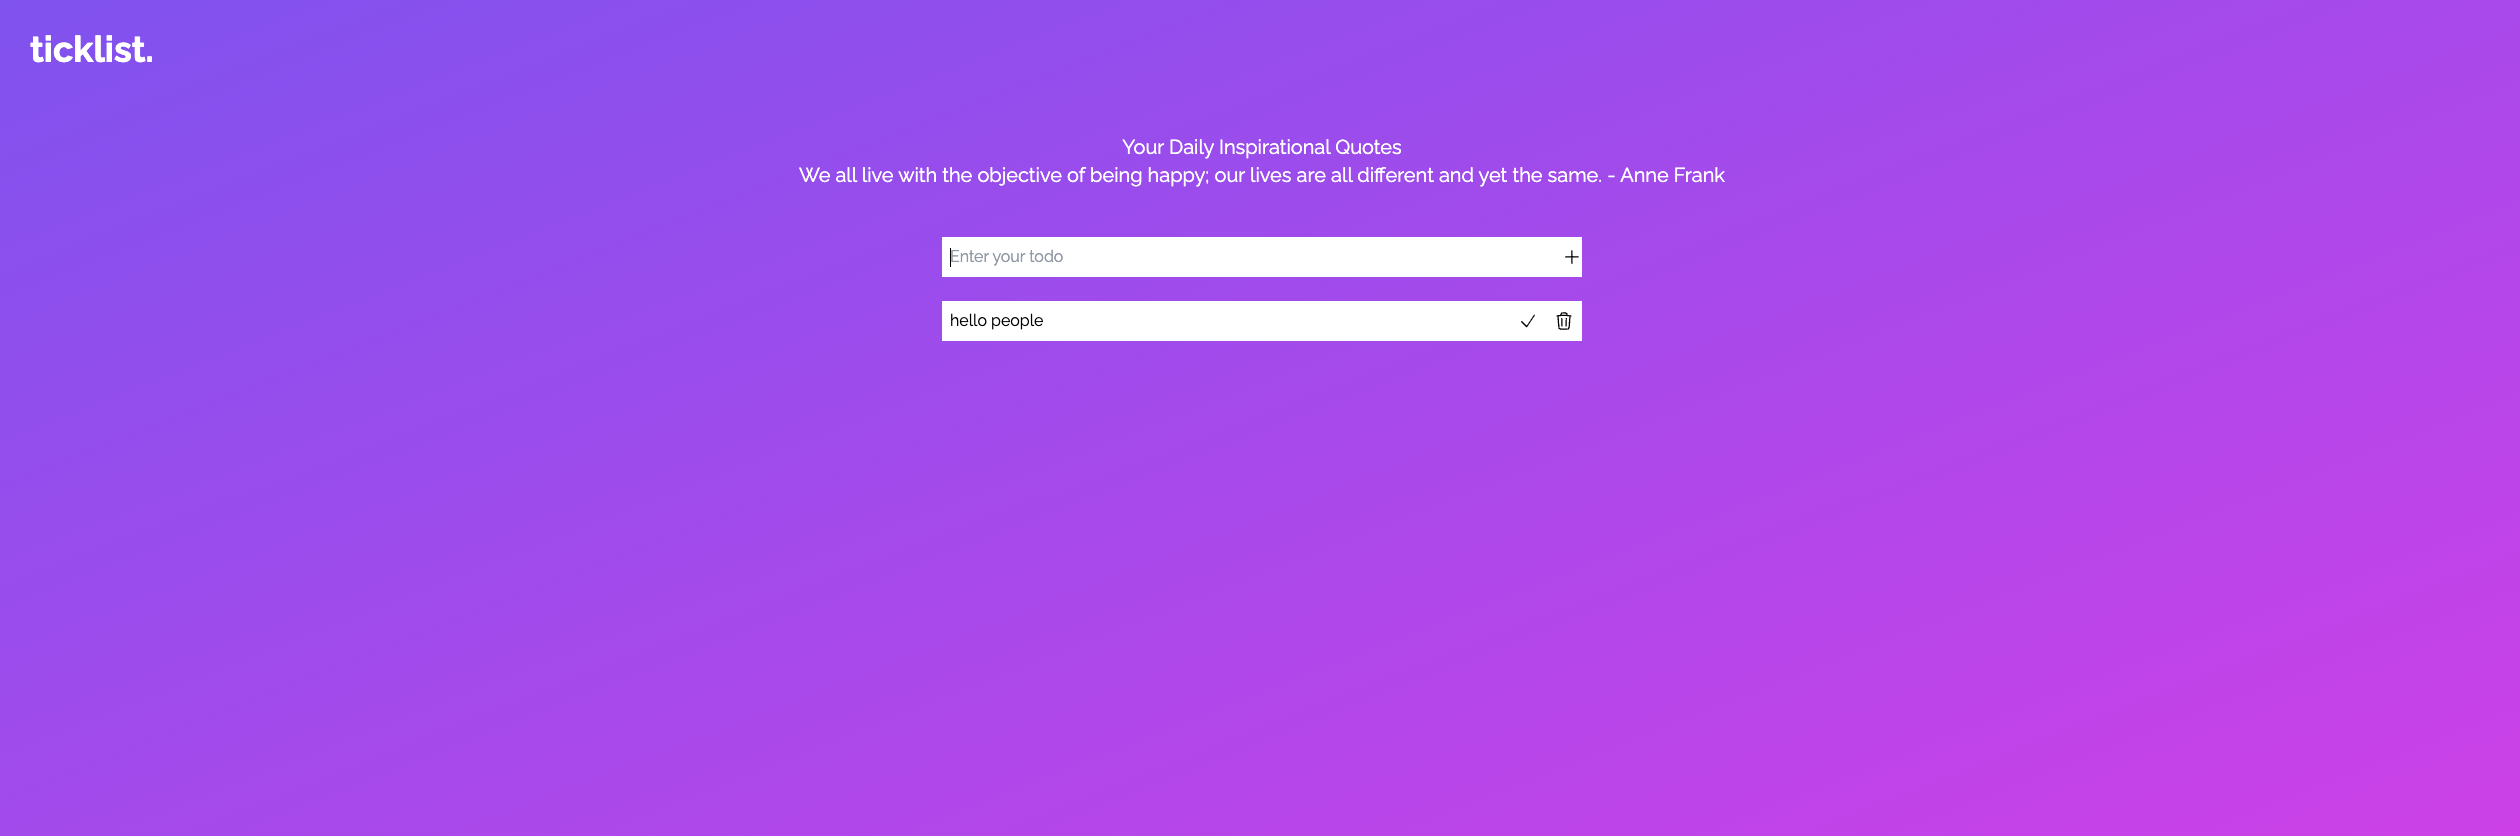 ticklist.
Your Daily Inspirational Quotes
We all live with the objective of being happy; our lives are all different and yet the same. - Anne Frank
Enter your todo
hello people